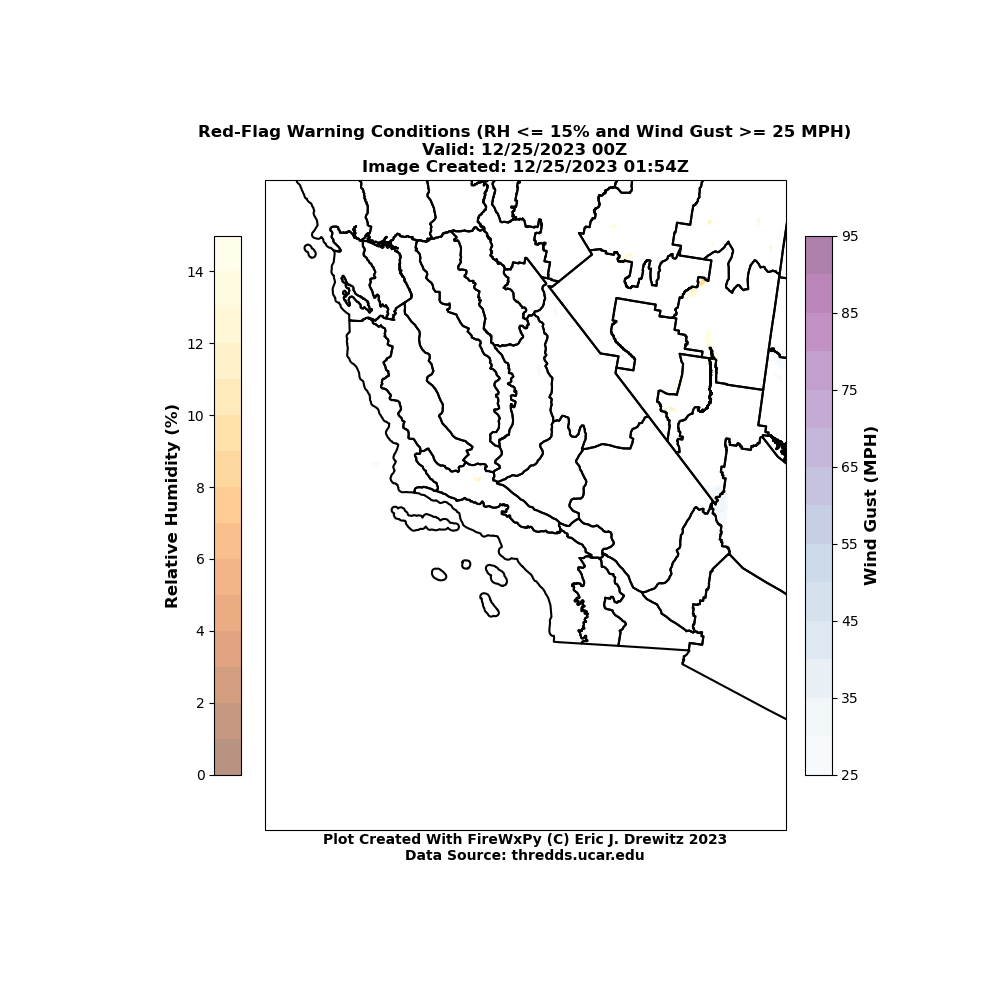 Red-Flag Warning Conditions (RH <= 15% and Wind Gust >= 25 MPH)
Valid: 12/25/2023 00Z
Image Created: 12/25/2023 01:54Z
Relative Humidity (%)
14
12
10
8
6
4
2
0
95
85
75
65
55
45
35
25
Wind Gust (MPH)
Plot Created With FireWxPy (C) Eric J. Drewitz 2023
Data Source: thredds.ucar.edu